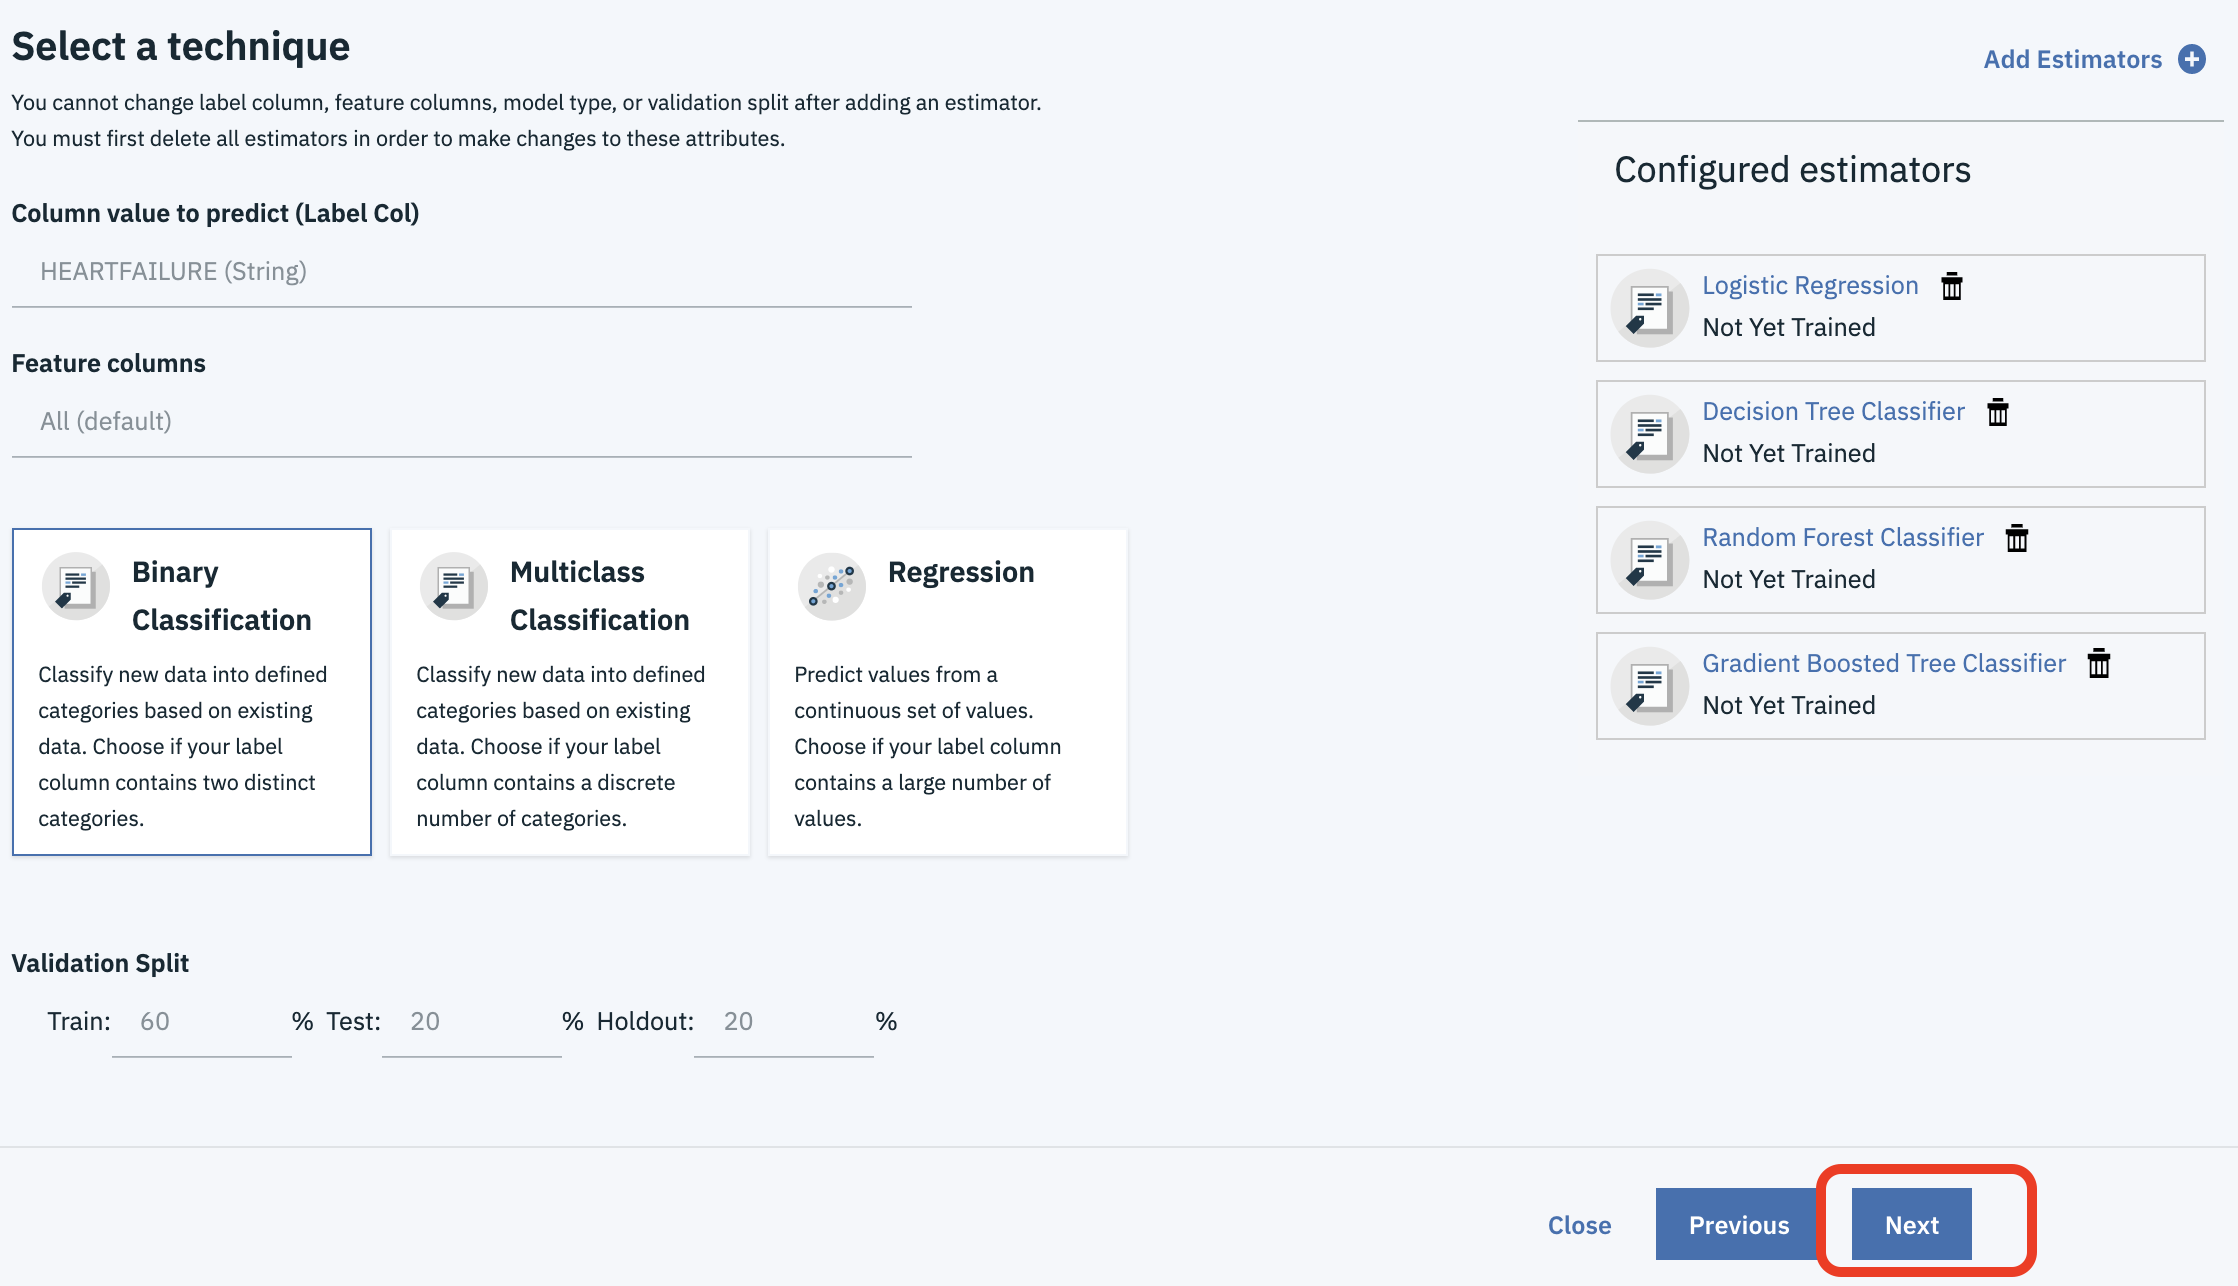 Select a technique
Add Estimators
You cannot change label column, feature columns, model type, or validation split after adding an estimator.
You must first delete all estimators in order to make changes to these attributes.
Column value to predict (Label Col)
HEARTFAILURE (String)
Feature columns
All (default)
Binary
Classification
Classify new data into defined
categories based on existing
data. Choose if your label
column contains two distinct
categories.
Multiclass
Classification
Classify new data into defined
categories based on existing
data. Choose if your label
column contains a discrete
number of categories.
Regression
Predict values from a
continuous set of values.
Choose if your label column
contains a large number of
values.
Validation Split
Train: 60 % Test: 20 % Holdout: 20 %
Configured estimators
Logistic Regression
Not Yet Trained
Decision Tree Classifier
Not Yet Trained
Random Forest Classifier
Not Yet Trained
Gradient Boosted Tree Classifier
Not Yet Trained
Close Previous Next